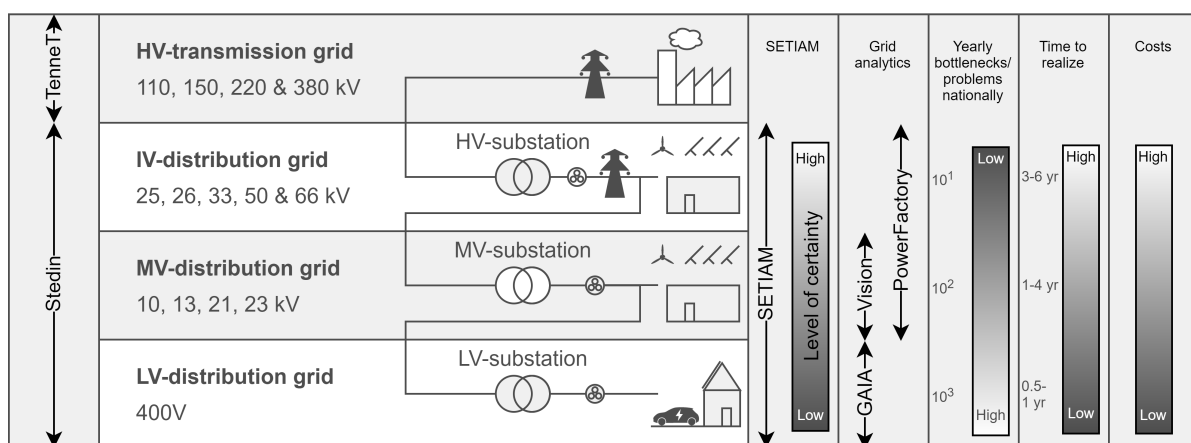 TenneT
Stedin
HV-transmission grid
110, 150, 220 & 380 kV
HV-substation
IV-distribution grid
25, 26, 33, 50 & 66 kV
MV-substation
MV-distribution grid
10, 13, 21, 23 kV
LV-substation
LV-distribution grid
400V
SETIAM
SETIAM
High
Level of certainty
Low
Grid
analytics
PowerFactory
Vision
GAIA
Yearly
bottlenecks/
problems
nationally
10¹
10²
10³
Low
High
Time to
realize
3-6 yr
1-4 yr
0.5-
1 yr
High
Low
Costs
High
Low